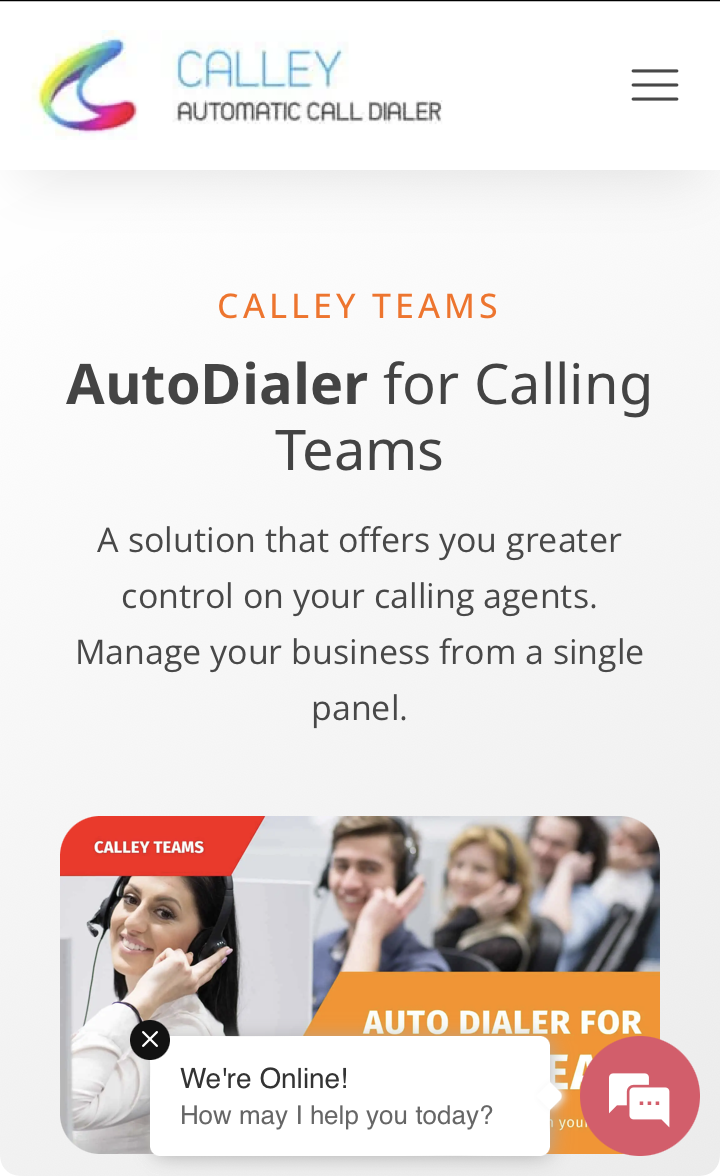 CALLEY
AUTOMATIC CALL DIALER
CALLEY TEAMS
AutoDialer for Calling
Teams
A solution that offers you greater
control on your calling agents.
Manage your business from a single
panel.
CALLEY TEAMS
AUTO DIALER FOR
We're Online!
How may I help you today?